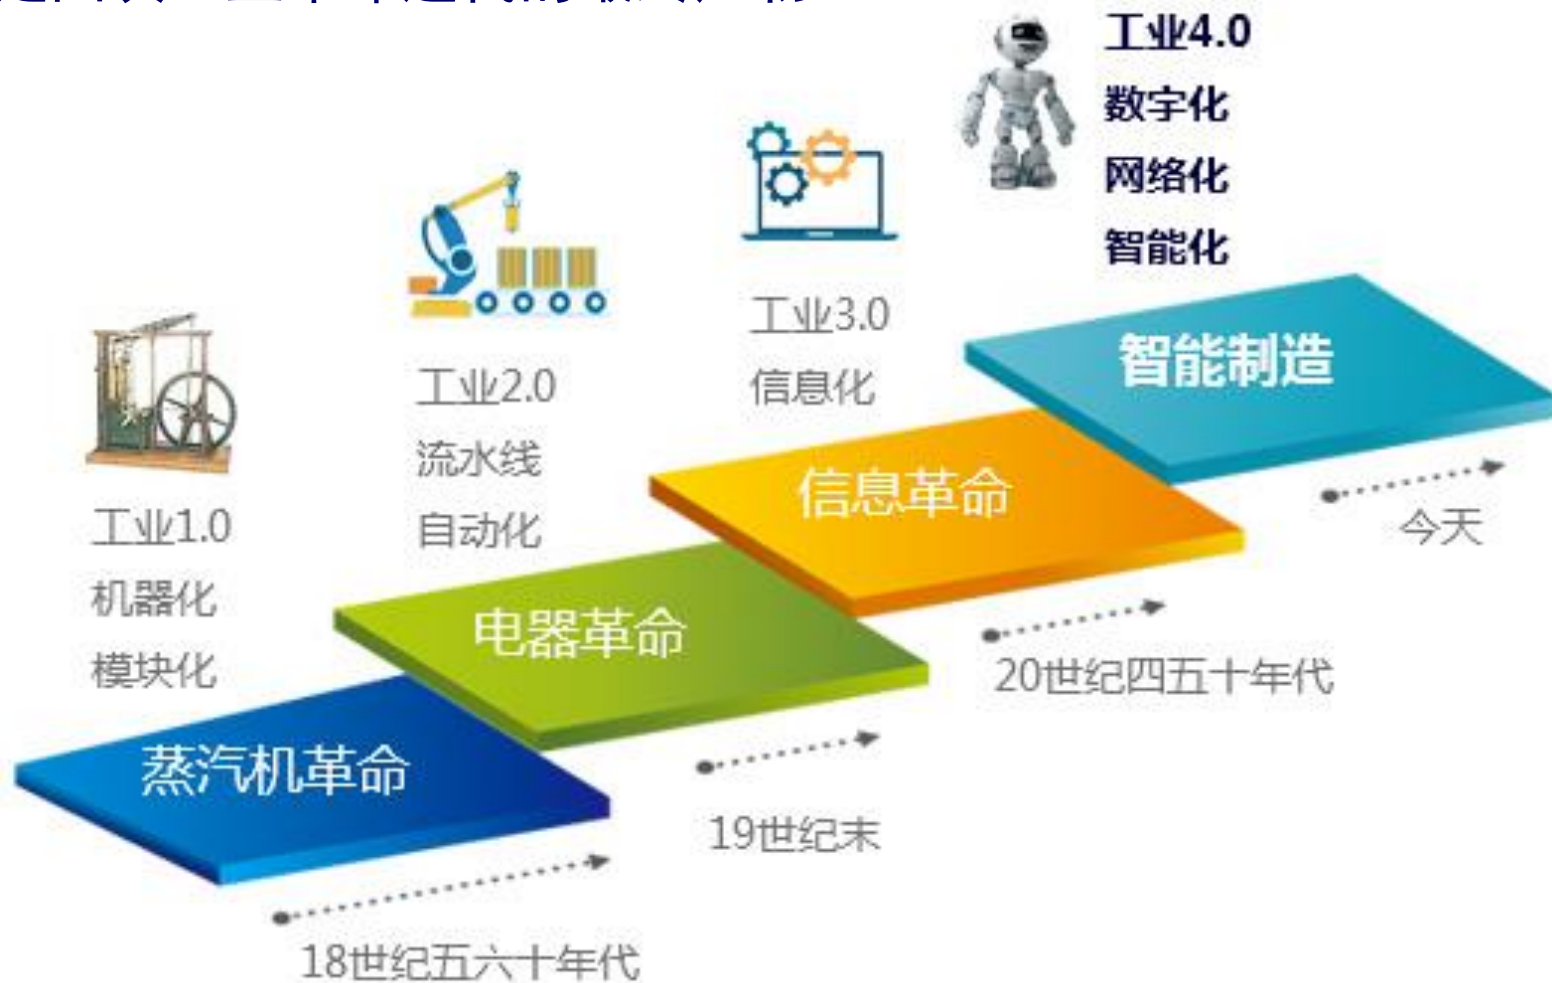 工业4.0
数字化
网络化
智能化
智能制造
今天
工业3.0
信息化
信息革命
20世纪四五十年代
工业2.0
流水线
自动化
电器革命
19世纪末
工业1.0
机器化
模块化
蒸汽机革命
18世纪五六十年代